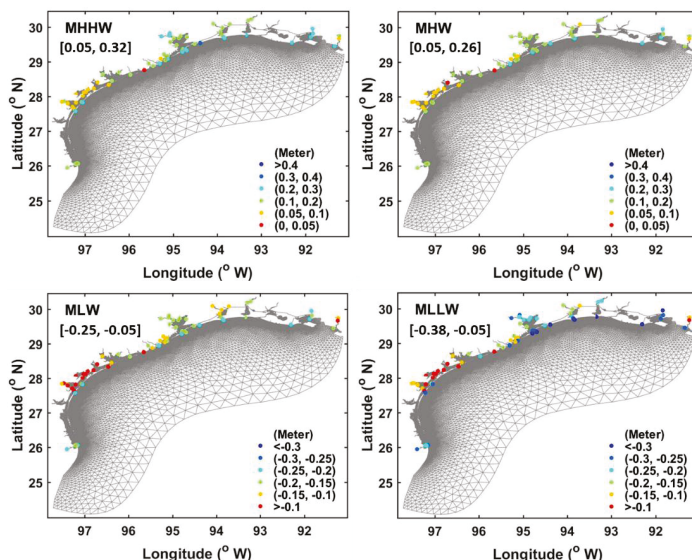 MHHW
[0.05, 0.32]
30
29
28
27
26
25
Latitude (° N)
(Meter)
>0.4
(0.3, 0.4)
(0.2, 0.3)
(0.1, 0.2)
(0.05, 0.1)
(0, 0.05)
97 96 95 94 93 92
Longitude (° W)
MHW
[0.05, 0.26]
30
29
28
27
26
25
Latitude (° N)
(Meter)
>0.4
(0.3, 0.4)
(0.2, 0.3)
(0.1, 0.2)
(0.05, 0.1)
(0, 0.05)
97 96 95 94 93 92
Longitude (° W)
MLW
[-0.25, -0.05]
30
29
28
27
26
25
Latitude (° N)
(Meter)
<-0.3
(-0.3, -0.25)
(-0.25, -0.2)
(-0.2, -0.15)
(-0.15, -0.1)
>-0.1
97 96 95 94 93 92
Longitude (° W)
MLLW
[-0.38, -0.05]
30
29
28
27
26
25
Latitude (° N)
(Meter)
<-0.3
(-0.3, -0.25)
(-0.25, -0.2)
(-0.2, -0.15)
(-0.15, -0.1)
>-0.1
97 96 95 94 93 92
Longitude (° W)